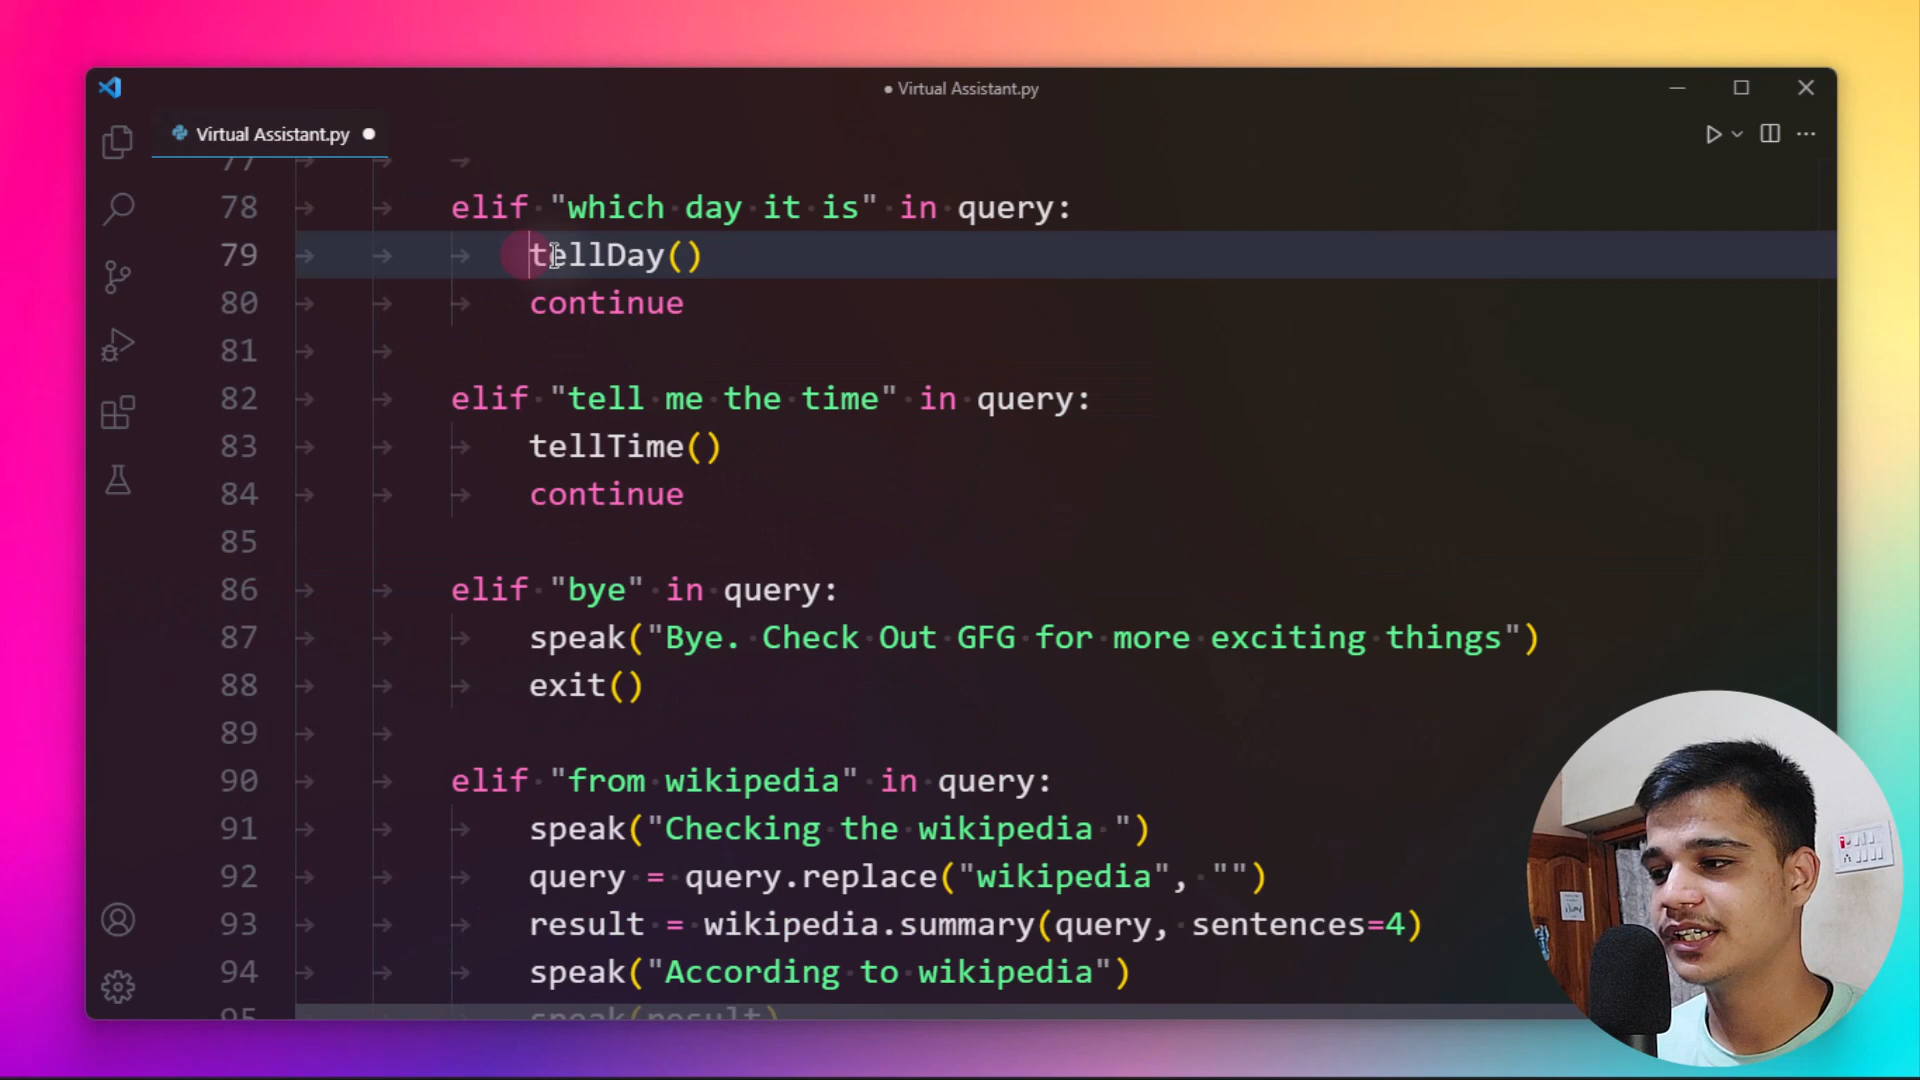 Virtual Assistant.py
Virtual Assistant.py
77
78 elif "which day it is" in query:
79 tellDay()
80 continue
81
82 elif "tell me the time" in query:
83 tellTime()
84 continue
85
86 elif "bye" in query:
87 speak("Bye. Check Out GFG for more exciting things")
88 exit()
89
90 elif "from wikipedia" in query:
91 speak("Checking the wikipedia ")
92 query = query.replace("wikipedia", "")
93 result = wikipedia.summary(query, sentences=4)
94 speak("According to wikipedia")
95 speak(result)